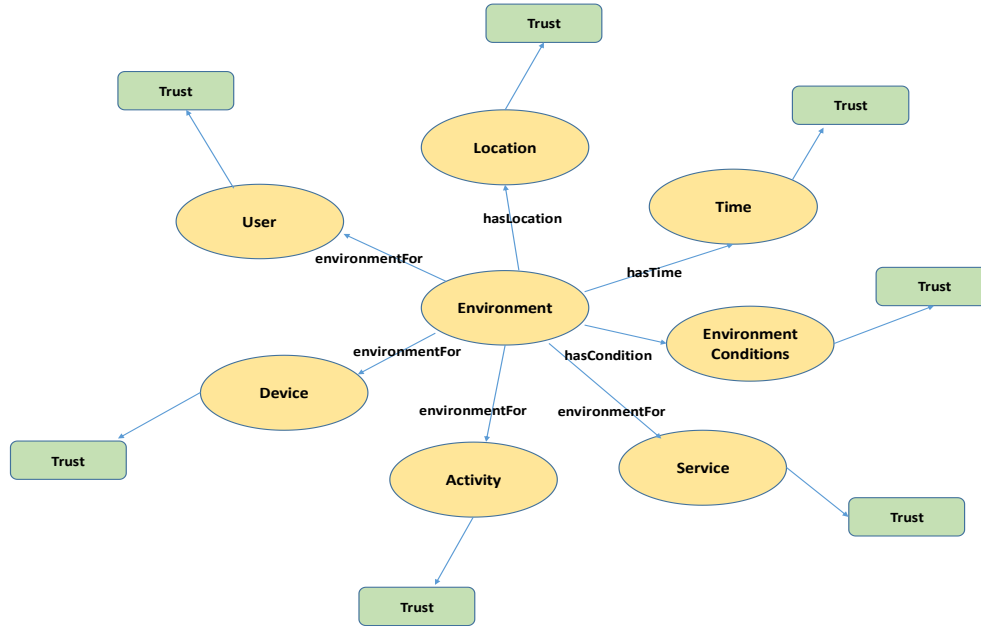 Trust
Trust
Trust
Location
Time
User
hasLocation
environmentFor
hasTime
Trust
Environment
Environment
Conditions
environmentFor
hasCondition
Device
environmentFor
environmentFor
Trust
Activity
Service
Trust
Trust